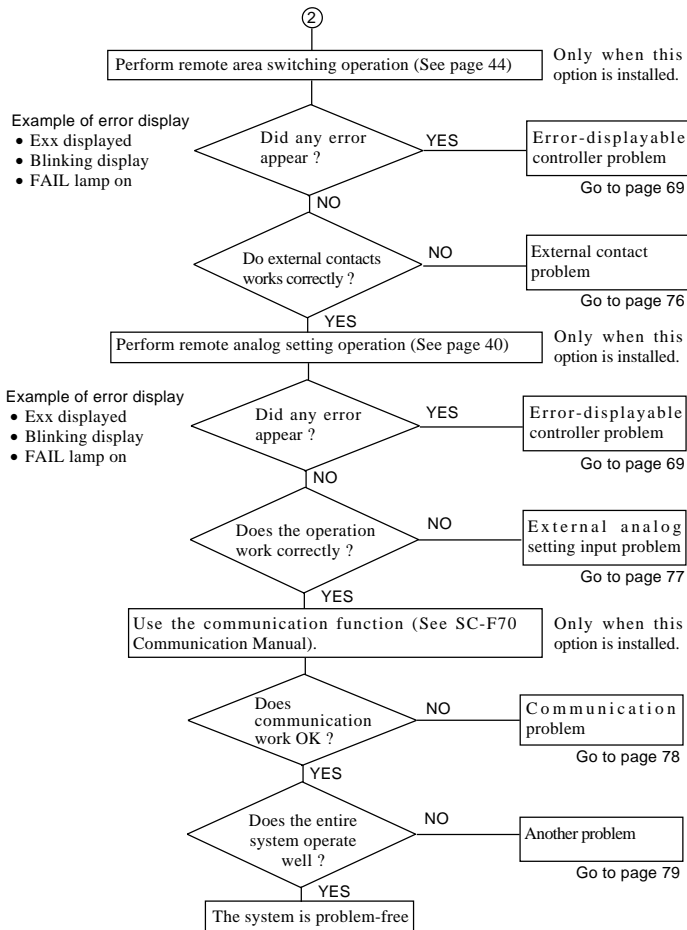 2
Perform remote area switching operation (See page 44)
Only when this
option is installed.
Example of error display
• Exx displayed
• Blinking display
• FAIL lamp on
Did any error
appear ?
YES
Error-displayable
controller problem
Go to page 69
NO
Do external contacts
works correctly ?
NO
External contact
problem
Go to page 76
YES
Perform remote analog setting operation (See page 40)
Only when this
option is installed.
Example of error display
• Exx displayed
• Blinking display
• FAIL lamp on
Did any error
appear ?
YES
Error-displayable
controller problem
Go to page 69
NO
Does the operation
work correctly ?
NO
External analog
setting input problem
Go to page 77
YES
Use the communication function (See SC-F70
Communication Manual).
Only when this
option is installed.
Does
communication
work OK ?
NO
Communication
problem
Go to page 78
YES
Does the entire
system operate
well ?
NO
Another problem
Go to page 79
YES
The system is problem-free